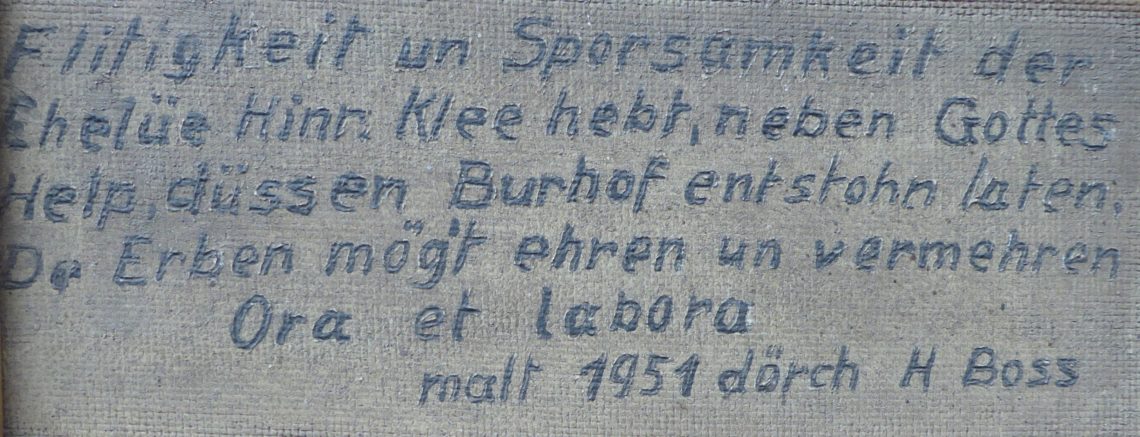 Flitigkeit un Sporsamkeit der
Ehelüe Hinr. Klee hebt, neben Gottes
Help, düssen Burhof entstohn laten.
De Erben mög't ehren un vermehren
Ora et labora
malt 1951 dörch H Boss